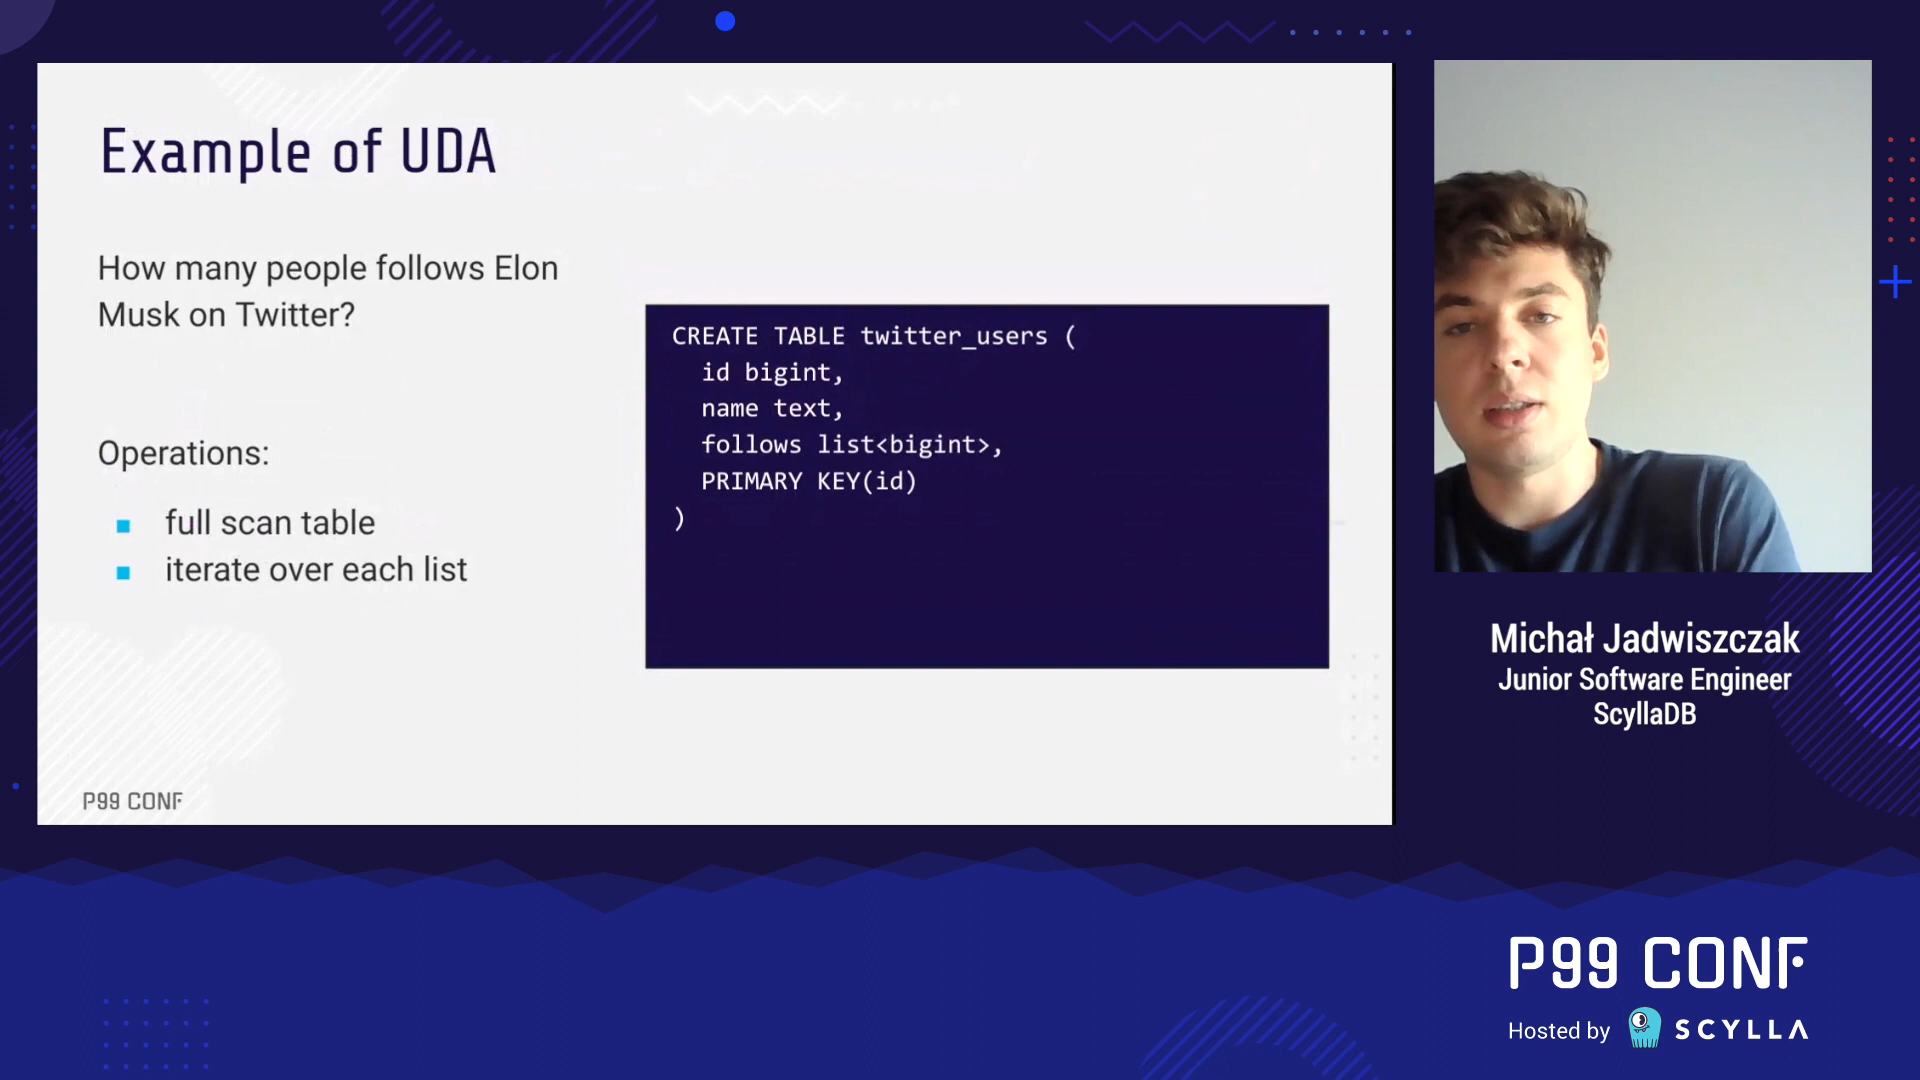 Example of UDA
How many people follows Elon
Musk on Twitter?
Operations:
full scan table
iterate over each list
CREATE TABLE twitter_users (
id bigint,
name text,
follows list<bigint>,
PRIMARY KEY(id)
)
P99 CONF
Michał Jadwiszczak
Junior Software Engineer
ScyllaDB
P99 CONF
Hosted by SCYLLA